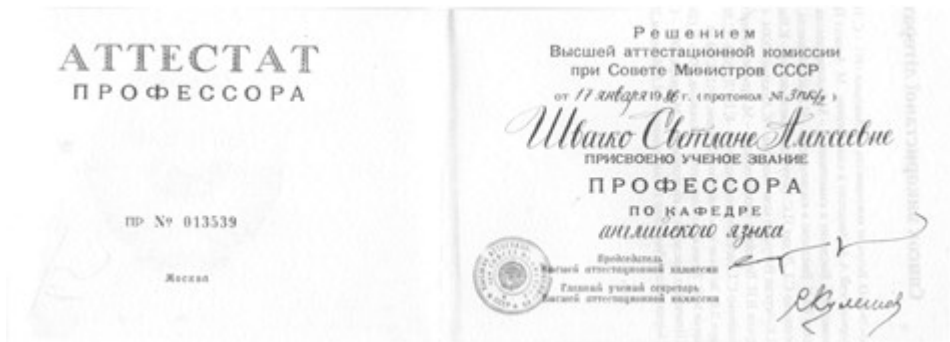 АТТЕСТАТ
ПРОФЕССОРА
ПР № 013539
Москва
Решением
Высшей аттестационной комиссии
при Совете Министров СССР
от 17 января 1986 г. (протокол №
Швачко Светлане Алексеевне
ПРИСВОЕНО УЧЕНОЕ ЗВАНИЕ
ПРОФЕССОРА
ПО КАФЕДРЕ
английского языка
Председатель
Высшей аттестационной комиссии
Главный ученый секретарь
Высшей аттестационной комиссии